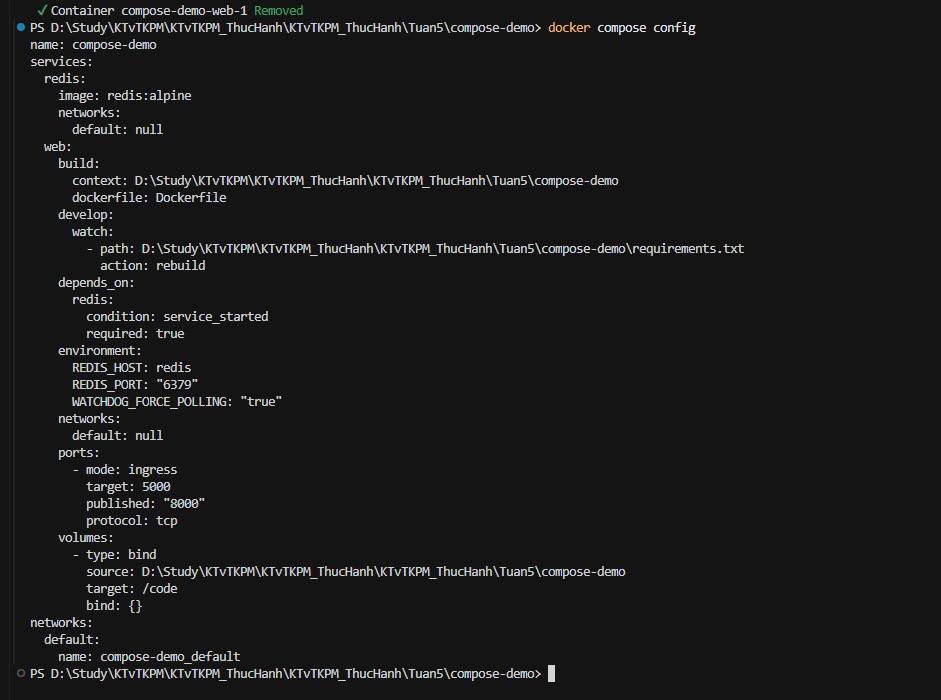 ✓ Container compose-demo-web-1 Removed
PS D:\Study\KTvTKPM\KTvTKPM_ThucHanh\KTvTKPM_ThucHanh\Tuan5\compose-demo> docker compose config
name: compose-demo
services:
  redis:
    image: redis:alpine
    networks:
      default: null
  web:
    build:
      context: D:\Study\KTvTKPM\KTvTKPM_ThucHanh\KTvTKPM_ThucHanh\Tuan5\compose-demo
      dockerfile: Dockerfile
    develop:
      watch:
        - path: D:\Study\KTvTKPM\KTvTKPM_ThucHanh\KTvTKPM_ThucHanh\Tuan5\compose-demo\requirements.txt
          action: rebuild
    depends_on:
      redis:
        condition: service_started
        required: true
    environment:
      REDIS_HOST: redis
      REDIS_PORT: "6379"
      WATCHDOG_FORCE_POLLING: "true"
    networks:
      default: null
    ports:
      - mode: ingress
        target: 5000
        published: "8000"
        protocol: tcp
    volumes:
      - type: bind
        source: D:\Study\KTvTKPM\KTvTKPM_ThucHanh\KTvTKPM_ThucHanh\Tuan5\compose-demo
        target: /code
        bind: {}
networks:
  default:
    name: compose-demo_default
PS D:\Study\KTvTKPM\KTvTKPM_ThucHanh\KTvTKPM_ThucHanh\Tuan5\compose-demo>